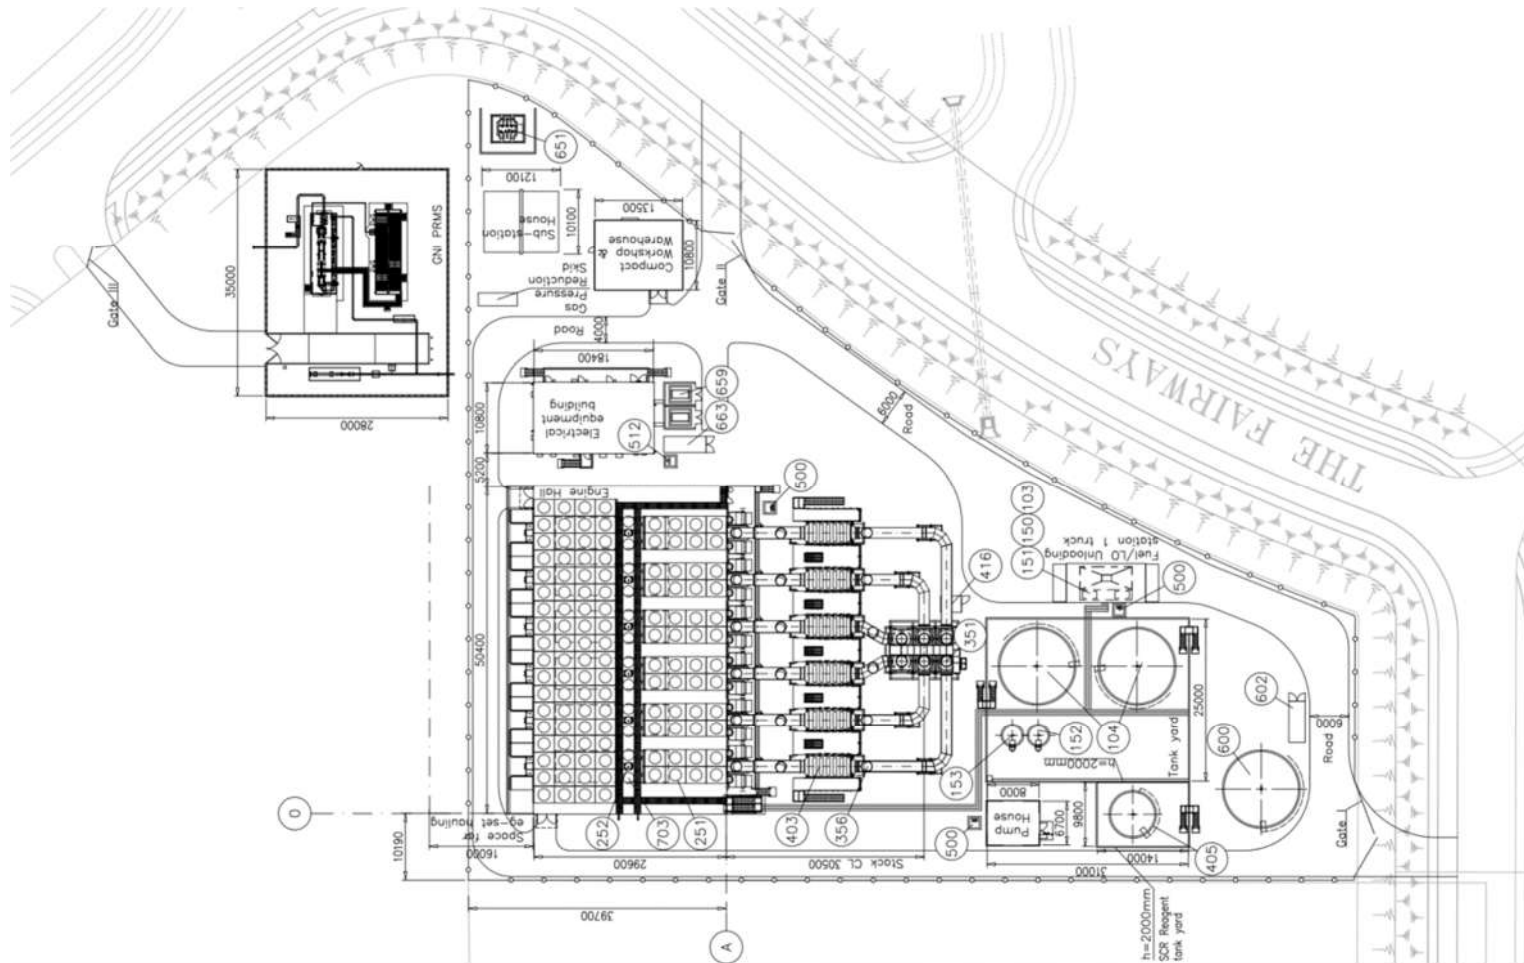 651
12100
Sub-station
House
10100
13500
Compact
Workshop &
Warehouse
10800
GNI PRMS
35000
28000
Gate III
Gate II
Gas
Pressure
Reduction
Skid
Road
4000
18400
10800
Electrical
equipment
building
659
663
512
5200
Engine Hall
500
50400
6000
Road
THE FAIRWAYS
103
150
151
Fuel/LO Unloading
station 1 truck
500
416
351
25000
602
6000
Road
600
104
152
153
h=2000mm
Tank yard
8000
Pump
House
6700
9800
14000
31000
405
500
Gate I
O
10190
16000
Space for
eg-set hauling
252
703
251
403
356
29600
Stack CL 30500
39700
A
h=2000mm
SCR Reagent
tank yard